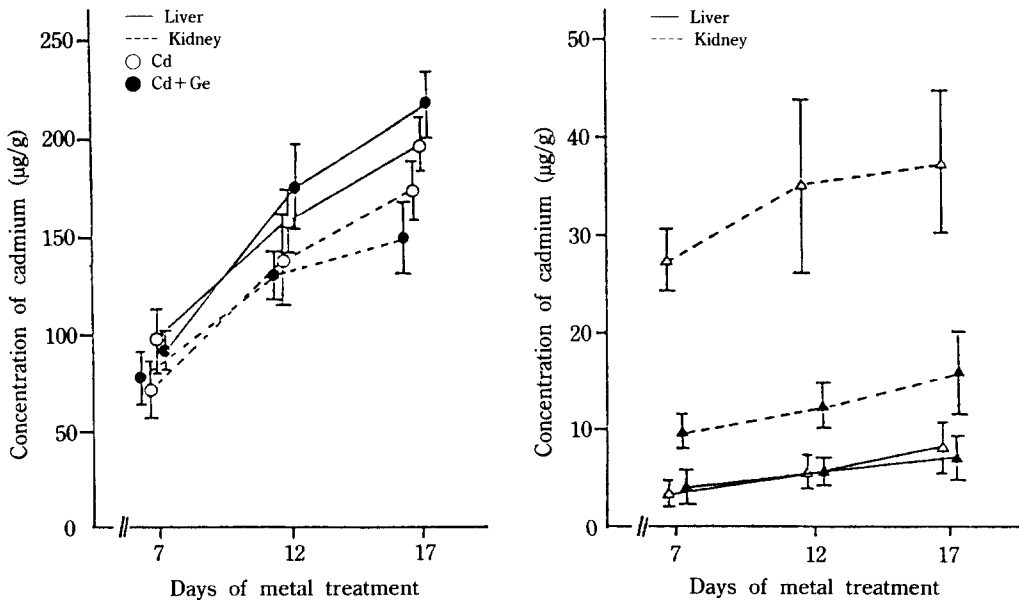 Liver
Kidney
Cd
Cd+Ge
250
200
150
100
50
0
7
12
17
Concentration of cadmium (µg/g)
Days of metal treatment
Liver
Kidney
50
40
30
20
10
0
7
12
17
Concentration of cadmium (µg/g)
Days of metal treatment